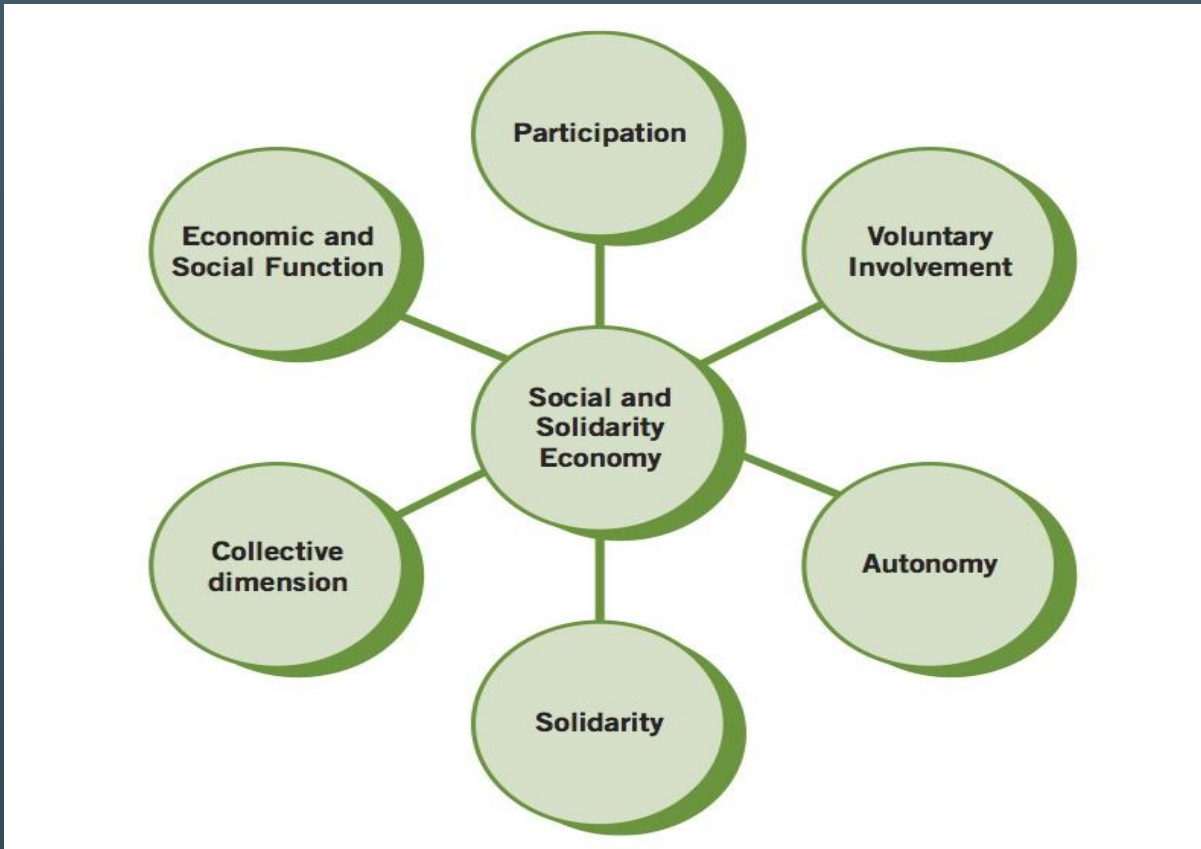 Participation
Economic and
Social Function
Voluntary
Involvement
Social and
Solidarity
Economy
Collective
dimension
Autonomy
Solidarity